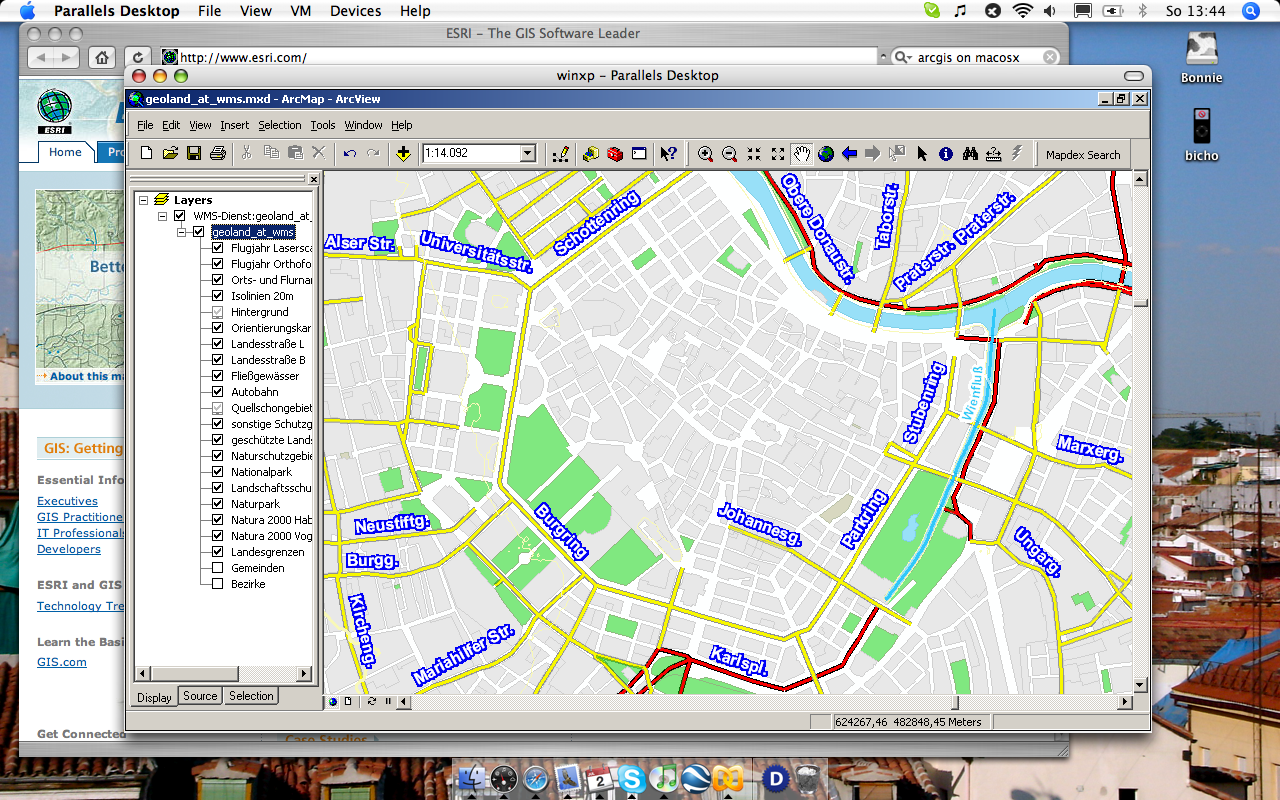 Parallels Desktop File View VM Devices Help So 13:44
ESRI - The GIS Software Leader
http://www.esri.com/ arcgis on macosx
winxp - Parallels Desktop
geoland_at_wms.mxd - ArcMap - ArcView
File Edit View Insert Selection Tools Window Help
1:14.092 Mapdex Search
ESRI
Home Pro
Bette
About this ma
GIS: Getting
Essential Info
Executives
GIS Practitione
IT Professionals
Developers
ESRI and GIS
Technology Tre
Learn the Basi
GIS.com
Get Connected
Case Studies
Layers
WMS-Dienst:geoland_at_
geoland_at_wms
Flugjahr Lasersca
Flugjahr Orthofo
Orts- und Flurna
Isolinien 20m
Hintergrund
Orientierungskar
Landesstraße L
Landesstraße B
Fließgewässer
Autobahn
Quellschongebiet
sonstige Schutzg
geschützte Lands
Naturschutzgebie
Nationalpark
Landschaftsschu
Naturpark
Natura 2000 Hab
Natura 2000 Vog
Landesgrenzen
Gemeinden
Bezirke
Display Source Selection
Alser Str.
Universitätsstr.
Schottenring
Obere Donaustr.
Taborstr.
Praterstr. Praterstr.
Stubenring
Wienfluß
Marxerg.
Neustiftg.
Burgg.
Burgring
Johannesg.
Parkring
Ungarg.
Kircheng.
Mariahilfer Str.
Karlspl.
624267,46 482848,45 Meters
Bonnie
bicho
2
D